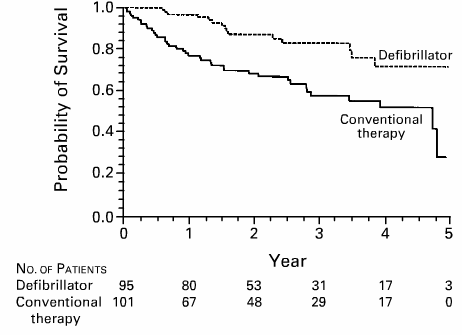 1.0
0.8
0.6
0.4
0.2
0.0
Probability of Survival
Defibrillator
Conventional
therapy
0 1 2 3 4 5
Year
NO. OF PATIENTS
Defibrillator 95 80 53 31 17 3
Conventional 101 67 48 29 17 0
therapy